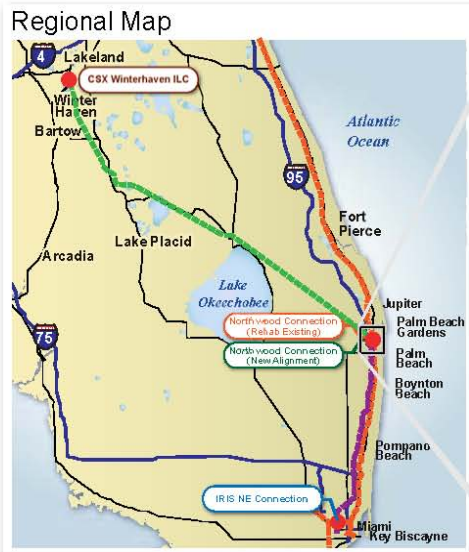 Regional Map
4
Lakeland
CSX Winterhaven ILC
Winter
Haven
Bartow
Atlantic
Ocean
95
Fort
Pierce
Lake Placid
Arcadia
Lake
Okeechobee
Jupiter
Northwood Connection
(Rehab Existing)
Palm Beach
Gardens
75
Northwood Connection
(New Alignment)
Palm
Beach
Boynton
Beach
Pompano
Beach
IRIS NE Connection
Miami
Key Biscayne